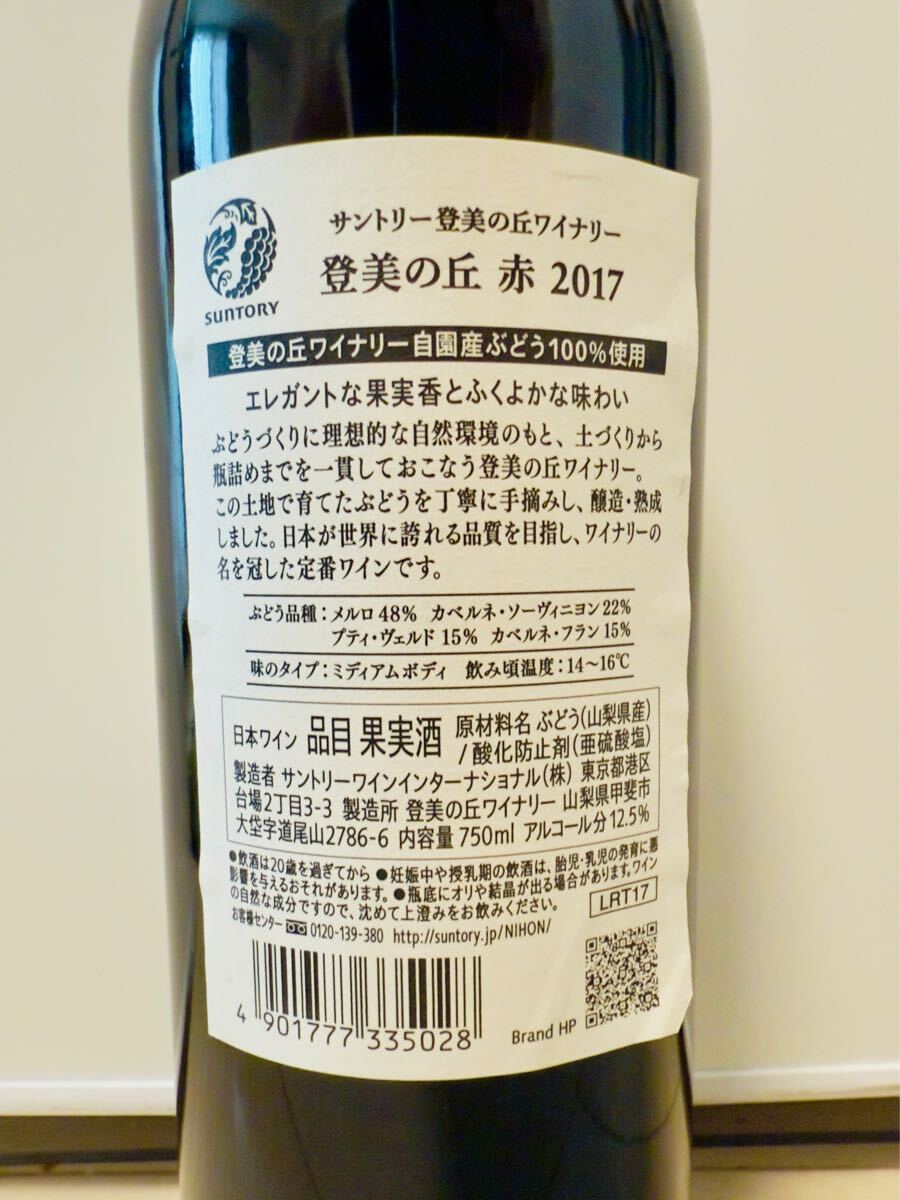 SUNTORY
サントリー登美の丘ワイナリー
登美の丘 赤 2017
登美の丘ワイナリー自園産ぶどう100%使用
エレガントな果実香とふくよかな味わい
ぶどうづくりに理想的な自然環境のもと、土づくりから
瓶詰めまでを一貫しておこなう登美の丘ワイナリー。
この土地で育てたぶどうを丁寧に手摘みし、醸造・熟成
しました。日本が世界に誇れる品質を目指し、ワイナリーの
名を冠した定番ワインです。
ぶどう品種：メルロ 48% カベルネ・ソーヴィニヨン 22%
プティ・ヴェルド 15% カベルネ・フラン 15%
味のタイプ：ミディアムボディ 飲み頃温度：14～16℃
日本ワイン 品目 果実酒 原材料名 ぶどう(山梨県産)
/酸化防止剤(亜硫酸塩)
製造者 サントリーワインインターナショナル(株) 東京都港区
台場2丁目3-3 製造所 登美の丘ワイナリー 山梨県甲斐市
大垈字道尾山2786-6 内容量 750ml アルコール分 12.5%
●飲酒は20歳を過ぎてから ●妊娠中や授乳期の飲酒は、胎児・乳児の発育に悪
影響を与えるおそれがあります。●瓶底にオリや結晶が出る場合があります。ワイン
の自然な成分ですので、沈めて上澄みをお飲みください。
LRT17
お客様センター 0120-139-380 http://suntory.jp/NIHON/
4 901777 335028
Brand HP